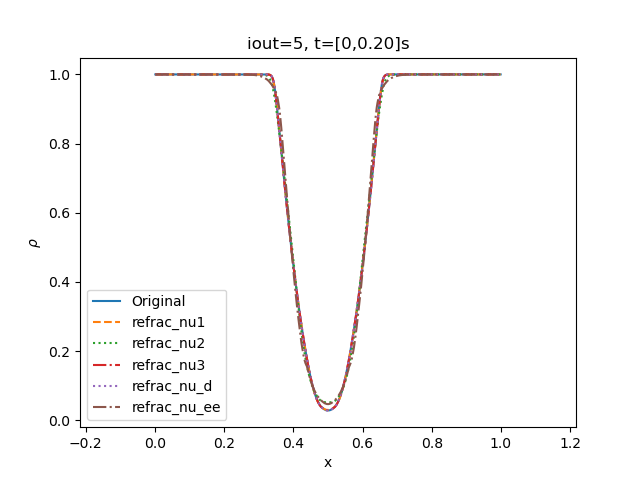 iout=5, t=[0,0.20]s
1.0
0.8
0.6
0.4
0.2
0.0
ρ
Original
refrac_nu1
refrac_nu2
refrac_nu3
refrac_nu_d
refrac_nu_ee
−0.2 0.0 0.2 0.4 0.6 0.8 1.0 1.2
x